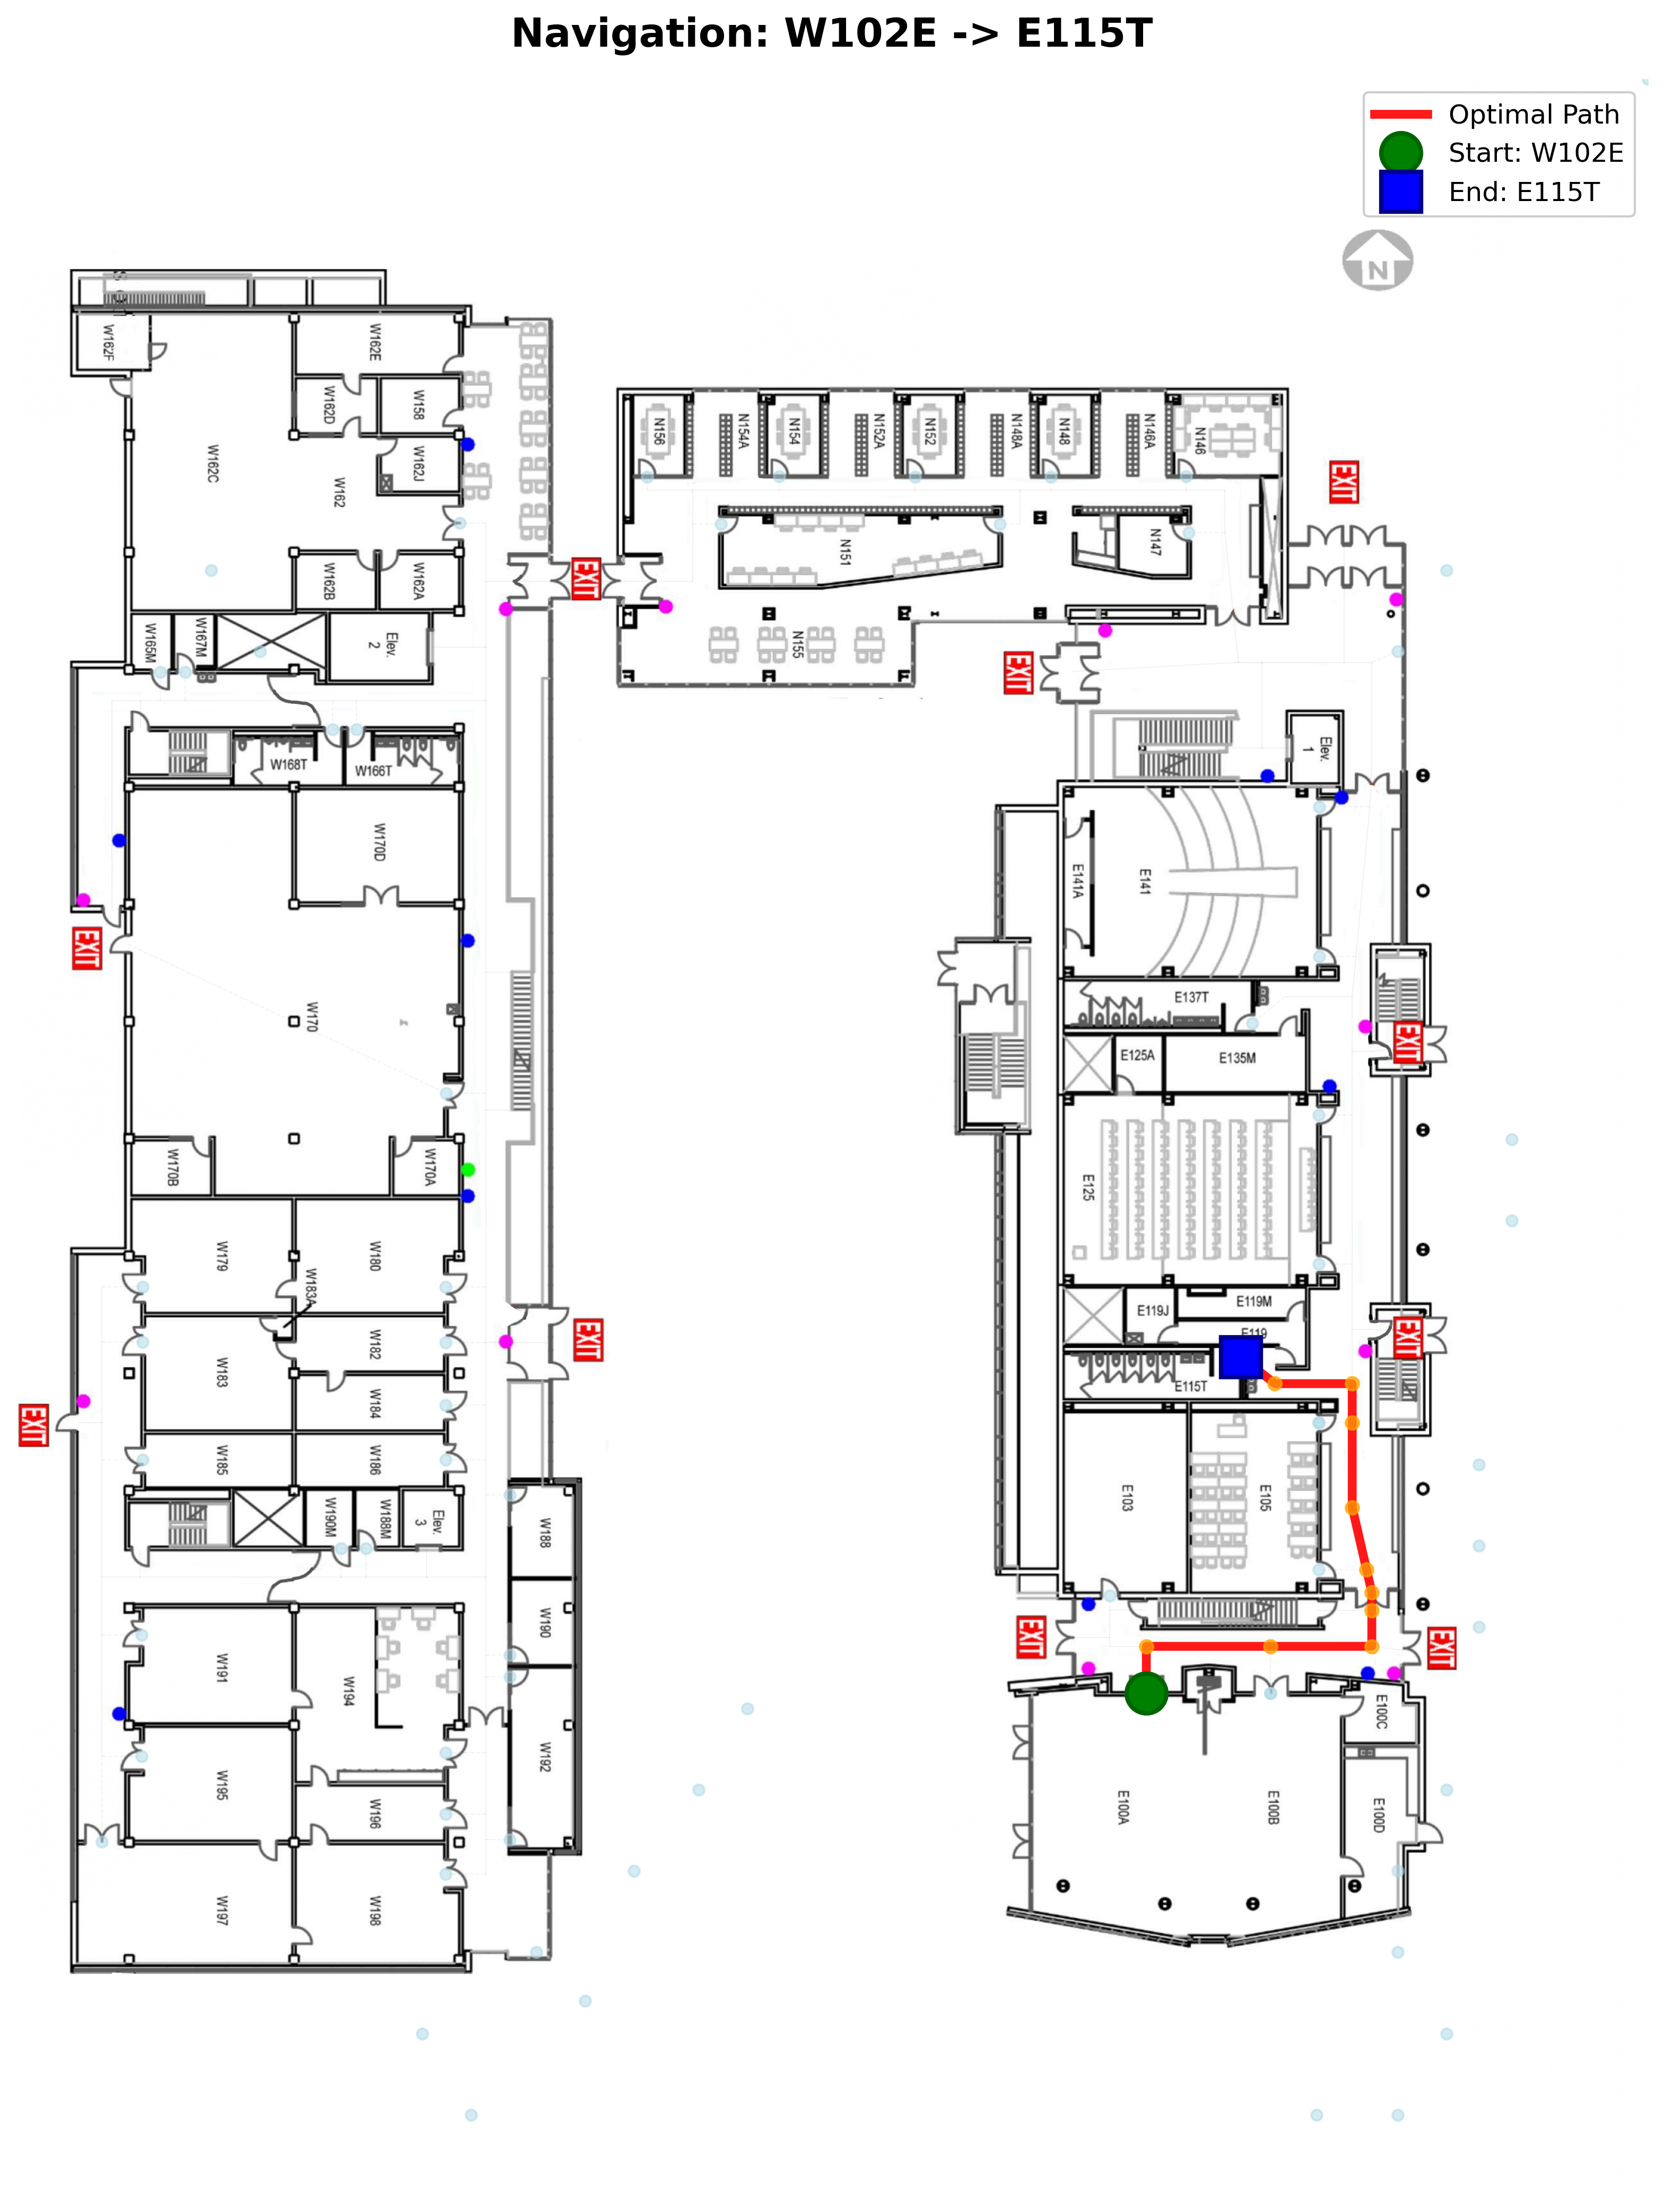 Navigation: W102E -> E115T
Optimal Path
Start: W102E
End: E115T
N
W162F
W162E
W162D
W158
W162C
W162
W162J
W162B
W162A
W165M
W167M
Elev. 2
W168T
W166T
W170D
W170
W170B
W170A
W179
W180
W183A
W183
W182
W184
W185
W186
W190M
W188M
Elev. 3
W188
W190
W192
W191
W194
W195
W196
W197
W198
N156
N154A
N154
N152A
N152
N148A
N148
N146A
N146
N151
N147
N155
Elev. 1
E141A
E141
E137T
E125A
E135M
E125
E119J
E119M
E119
E115T
E103
E105
E100C
E100A
E100B
E100D
EXIT
EXIT
EXIT
EXIT
EXIT
EXIT
EXIT
EXIT
EXIT
EXIT
EXIT